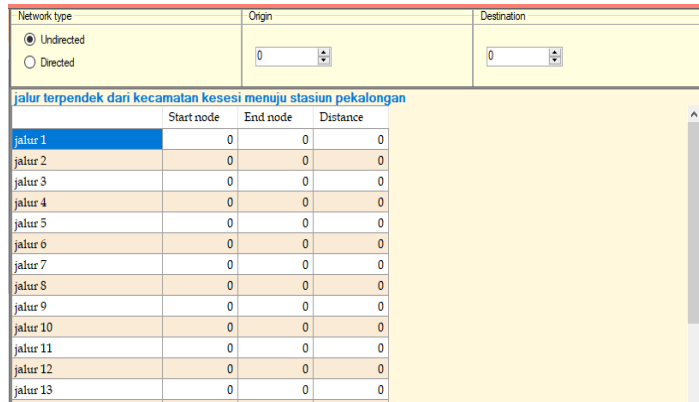 Network type Origin Destination
Undirected
Directed
0 0
jalur terpendek dari kecamatan kesesi menuju stasiun pekalongan
Start node End node Distance
jalur 1 0 0 0
jalur 2 0 0 0
jalur 3 0 0 0
jalur 4 0 0 0
jalur 5 0 0 0
jalur 6 0 0 0
jalur 7 0 0 0
jalur 8 0 0 0
jalur 9 0 0 0
jalur 10 0 0 0
jalur 11 0 0 0
jalur 12 0 0 0
jalur 13 0 0 0